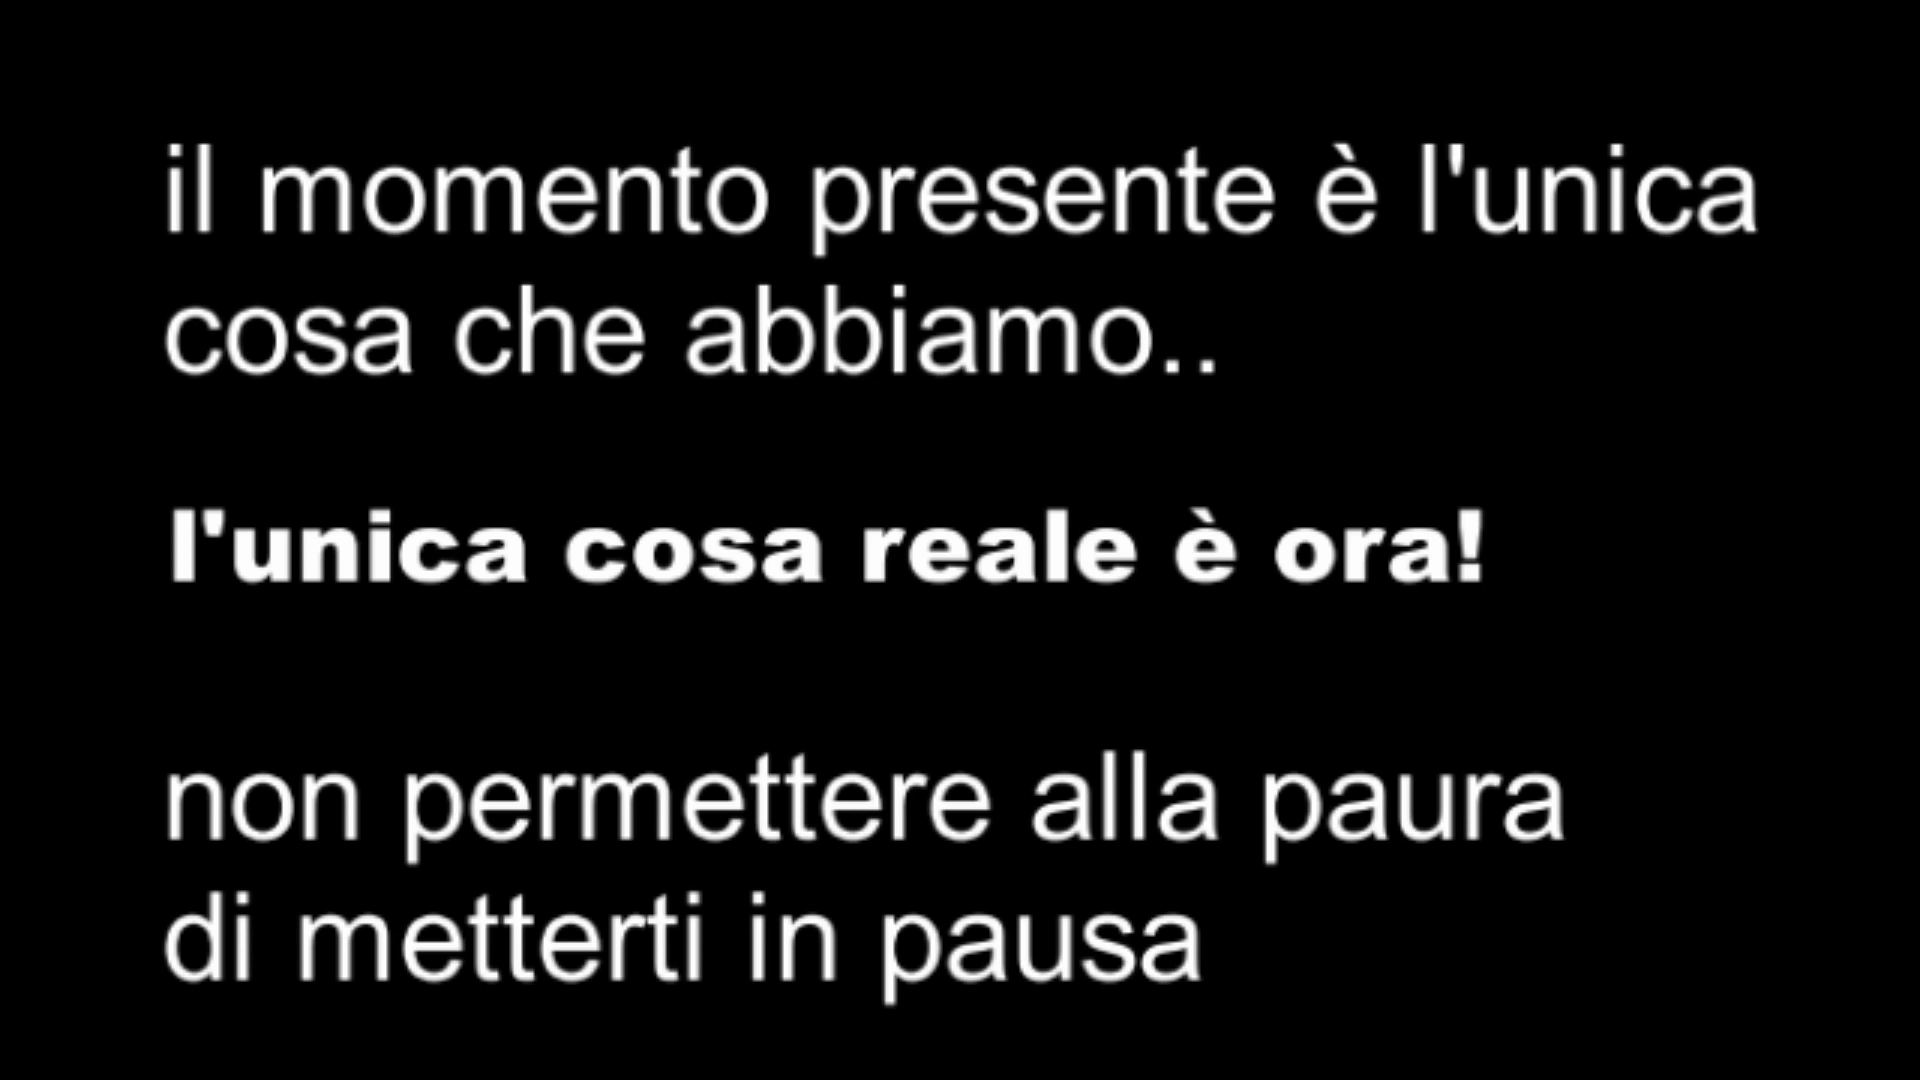 il momento presente è l'unica
cosa che abbiamo..
l'unica cosa reale è ora!
non permettere alla paura
di metterti in pausa